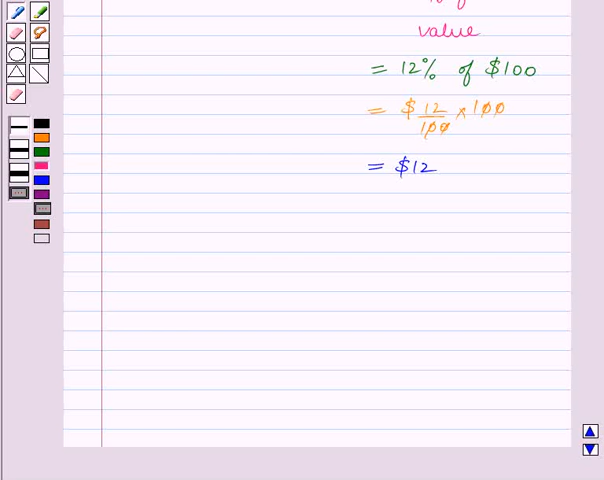 value
= 12% of $100
= $ 12/100 × 100
= $12